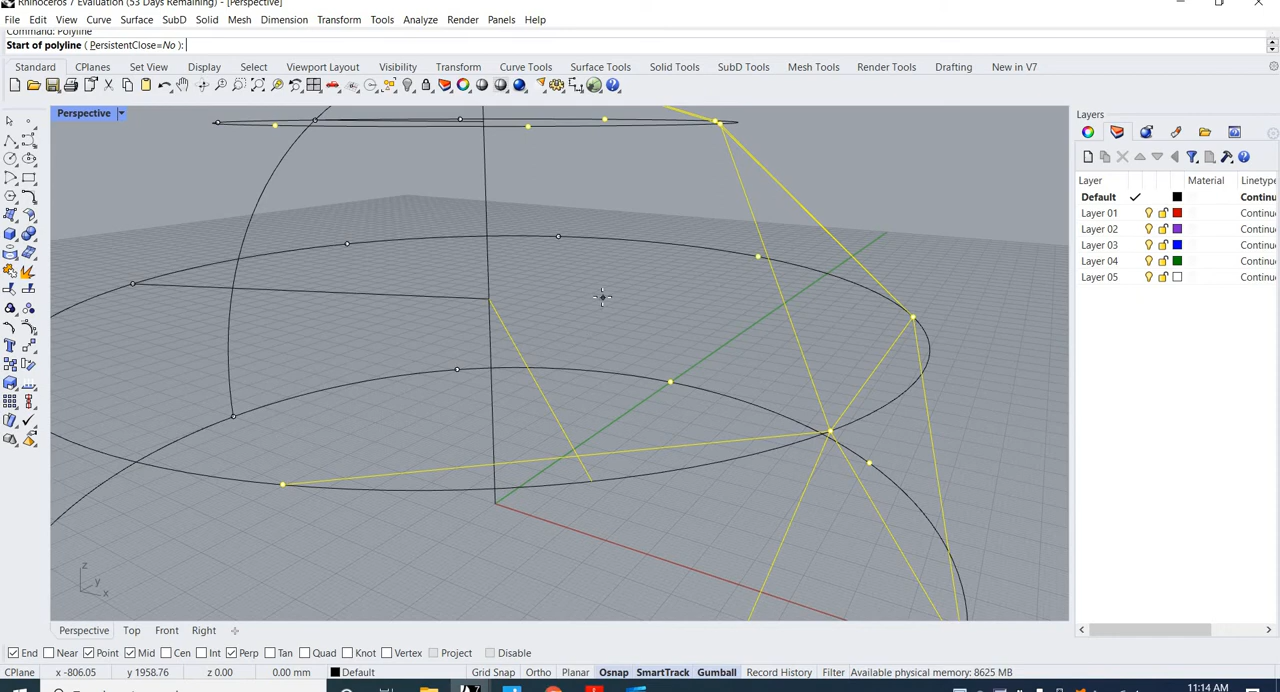 Rhinoceros 7 Evaluation (53 Days Remaining) - [Perspective]
File Edit View Curve Surface SubD Solid Mesh Dimension Transform Tools Analyze Render Panels Help
Command: Polyline
Start of polyline ( PersistentClose=No ):
Standard CPlanes Set View Display Select Viewport Layout Visibility Transform Curve Tools Surface Tools Solid Tools SubD Tools Mesh Tools Render Tools Drafting New in V7
Perspective
Layers
Layer Material Linetype
Default Continu
Layer 01 Continu
Layer 02 Continu
Layer 03 Continu
Layer 04 Continu
Layer 05 Continu
z
y
x
Perspective Top Front Right
End Near Point Mid Cen Int Perp Tan Quad Knot Vertex Project Disable
CPlane x -806.05 y 1958.76 z 0.00 0.00 mm Default Grid Snap Ortho Planar Osnap SmartTrack Gumball Record History Filter Available physical memory: 8625 MB
11:14 AM